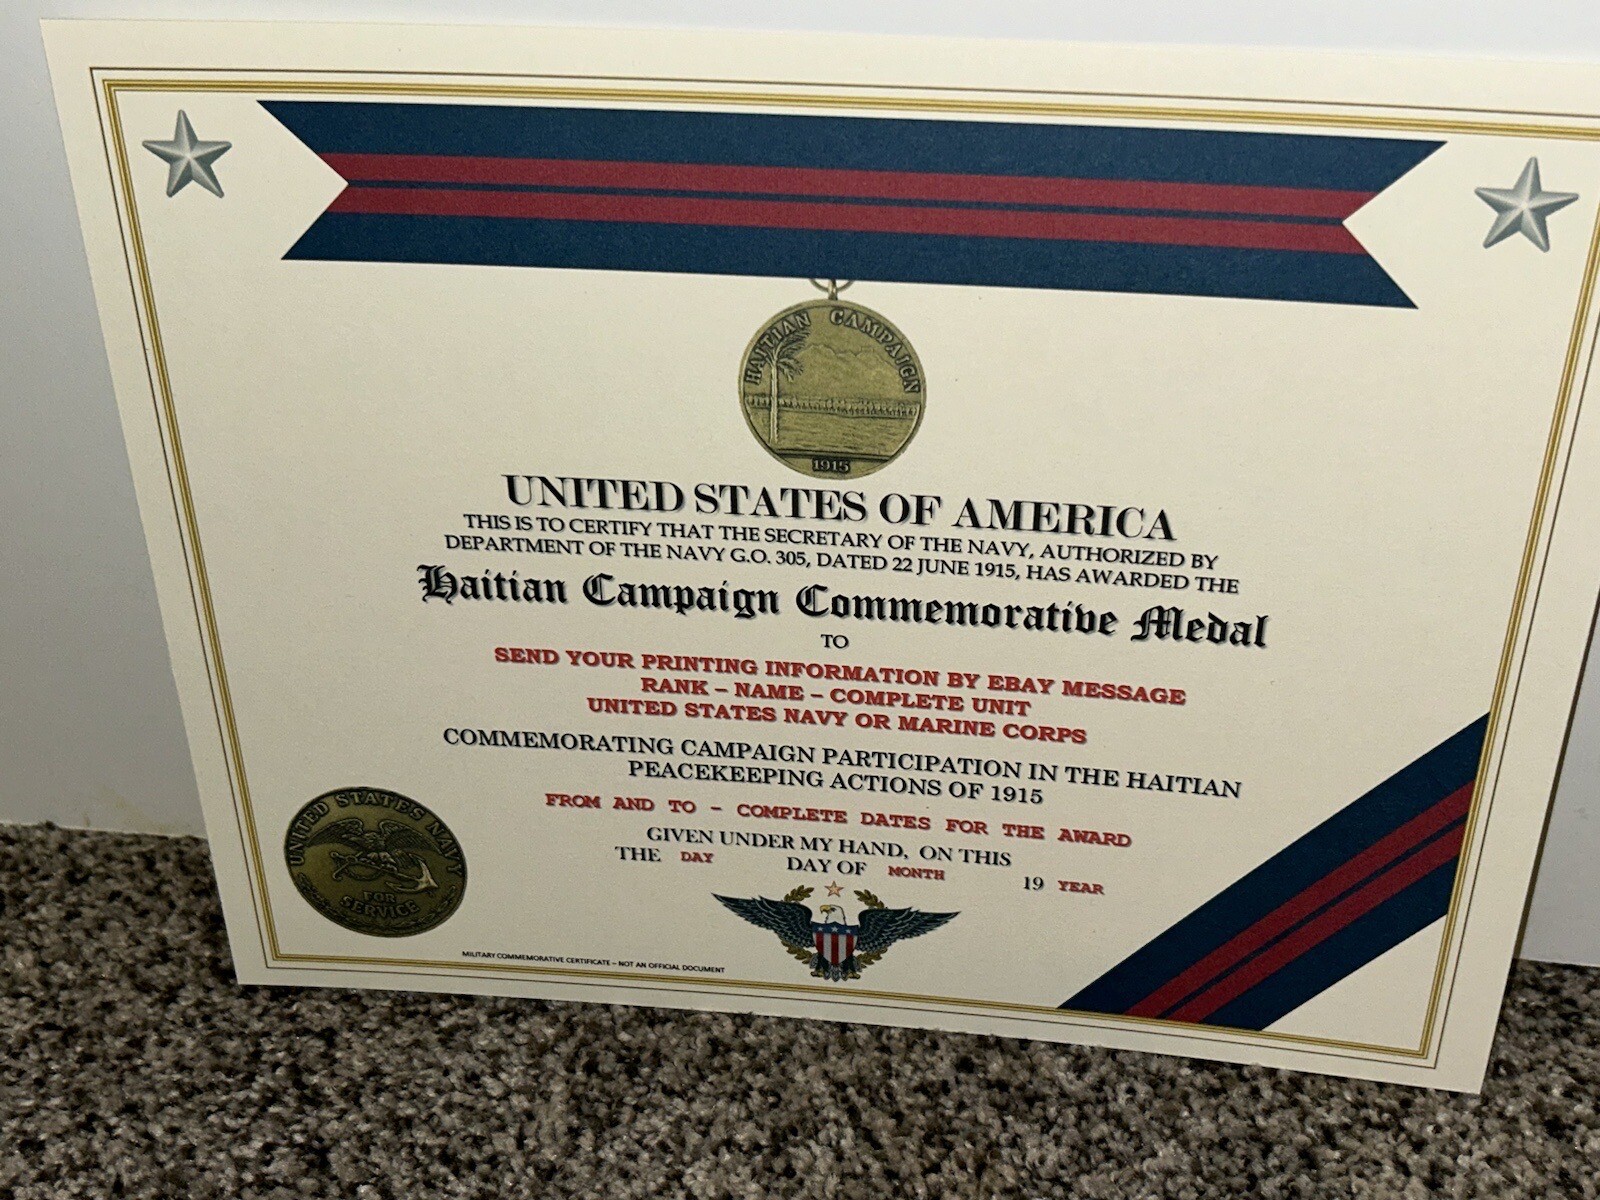 HAITIAN CAMPAIGN
1915
UNITED STATES OF AMERICA
THIS IS TO CERTIFY THAT THE SECRETARY OF THE NAVY, AUTHORIZED BY
DEPARTMENT OF THE NAVY G.O. 305, DATED 22 JUNE 1915, HAS AWARDED THE
Haitian Campaign Commemorative Medal
TO
SEND YOUR PRINTING INFORMATION BY EBAY MESSAGE
RANK – NAME – COMPLETE UNIT
UNITED STATES NAVY OR MARINE CORPS
COMMEMORATING CAMPAIGN PARTICIPATION IN THE HAITIAN
PEACEKEEPING ACTIONS OF 1915
FROM AND TO – COMPLETE DATES FOR THE AWARD
GIVEN UNDER MY HAND, ON THIS
THE DAY DAY OF MONTH 19 YEAR
UNITED STATES NAVY
FOR
SERVICE
MILITARY COMMEMORATIVE CERTIFICATE – NOT AN OFFICIAL DOCUMENT